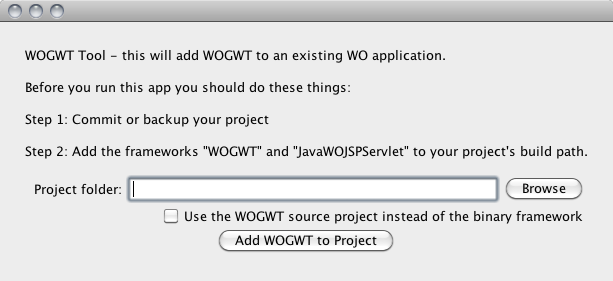 WOGWT Tool – this will add WOGWT to an existing WO application.
Before you run this app you should do these things:
Step 1: Commit or backup your project
Step 2: Add the frameworks "WOGWT" and "JavaWOJSPServlet" to your project's build path.
Project folder: Browse
Use the WOGWT source project instead of the binary framework
Add WOGWT to Project